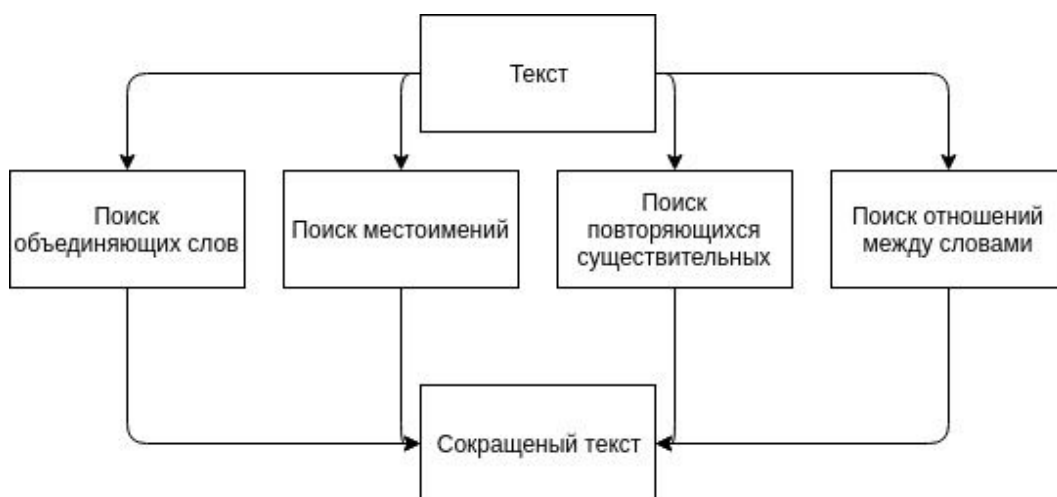 Текст
Поиск
объединяющих слов
Поиск местоимений
Поиск
повторяющихся
существительных
Поиск отношений
между словами
Сокращеный текст